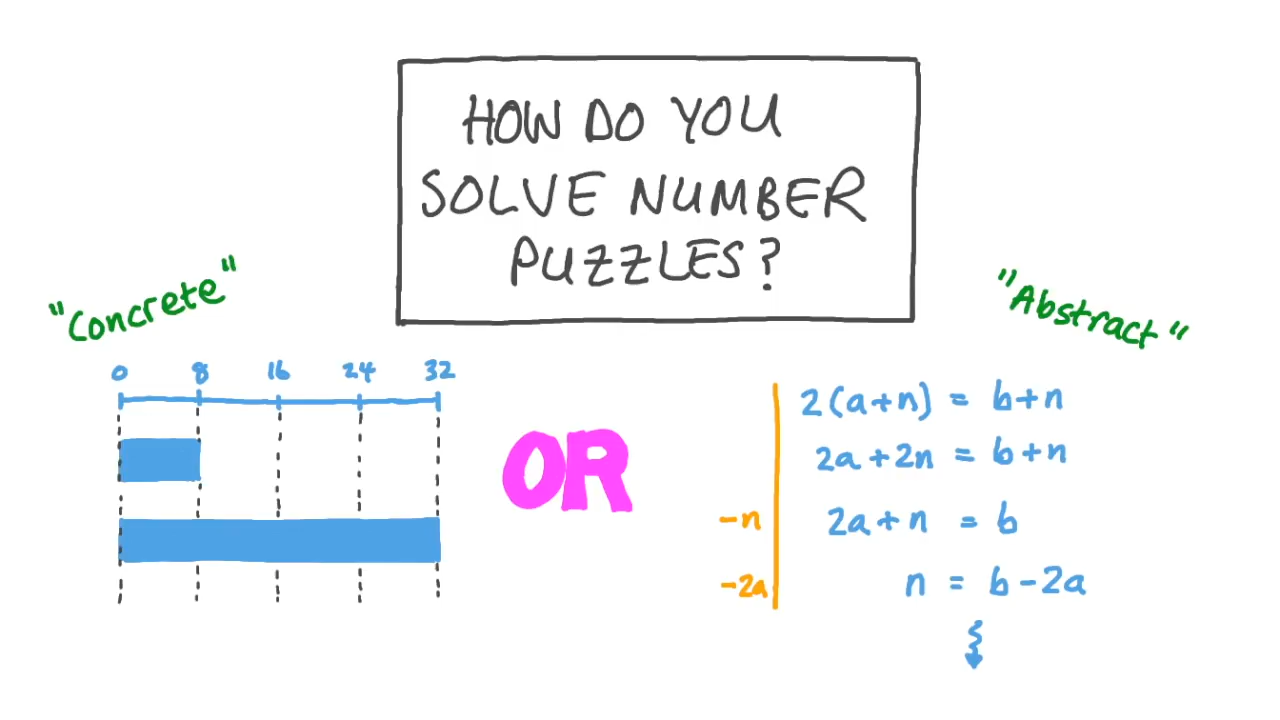 HOW DO YOU
SOLVE NUMBER
PUZZLES?
"Concrete"
0 8 16 24 32
OR
"Abstract"
2(a+n) = b+n
2a+2n = b+n
-n 2a+n = b
-2a n = b-2a